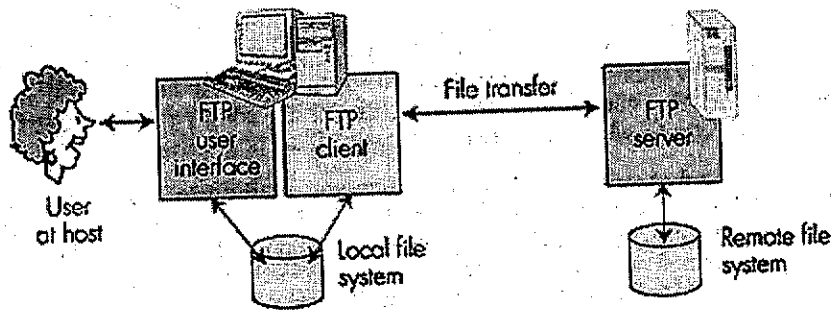 FTP
user
interface
FTP
client
File transfer
FTP
server
User
at host
Local file
system
Remote file
system